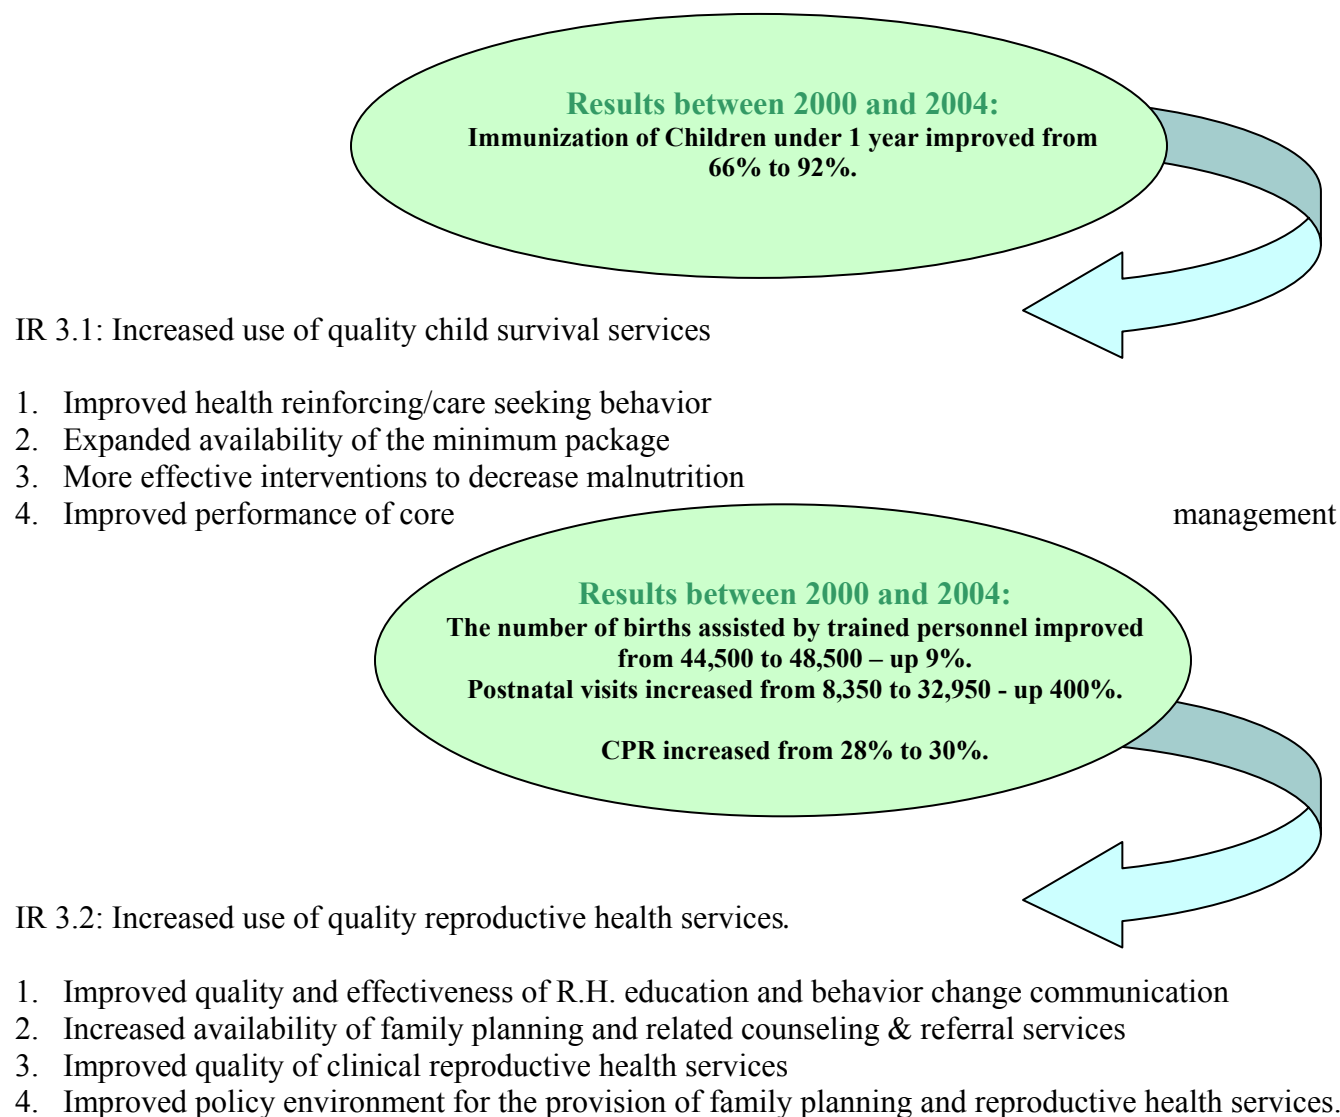 Results between 2000 and 2004:
Immunization of Children under 1 year improved from
66% to 92%.
IR 3.1: Increased use of quality child survival services
1. Improved health reinforcing/care seeking behavior
2. Expanded availability of the minimum package
3. More effective interventions to decrease malnutrition
4. Improved performance of core management
Results between 2000 and 2004:
The number of births assisted by trained personnel improved
from 44,500 to 48,500 – up 9%.
Postnatal visits increased from 8,350 to 32,950 - up 400%.
CPR increased from 28% to 30%.
IR 3.2: Increased use of quality reproductive health services.
1. Improved quality and effectiveness of R.H. education and behavior change communication
2. Increased availability of family planning and related counseling & referral services
3. Improved quality of clinical reproductive health services
4. Improved policy environment for the provision of family planning and reproductive health services.